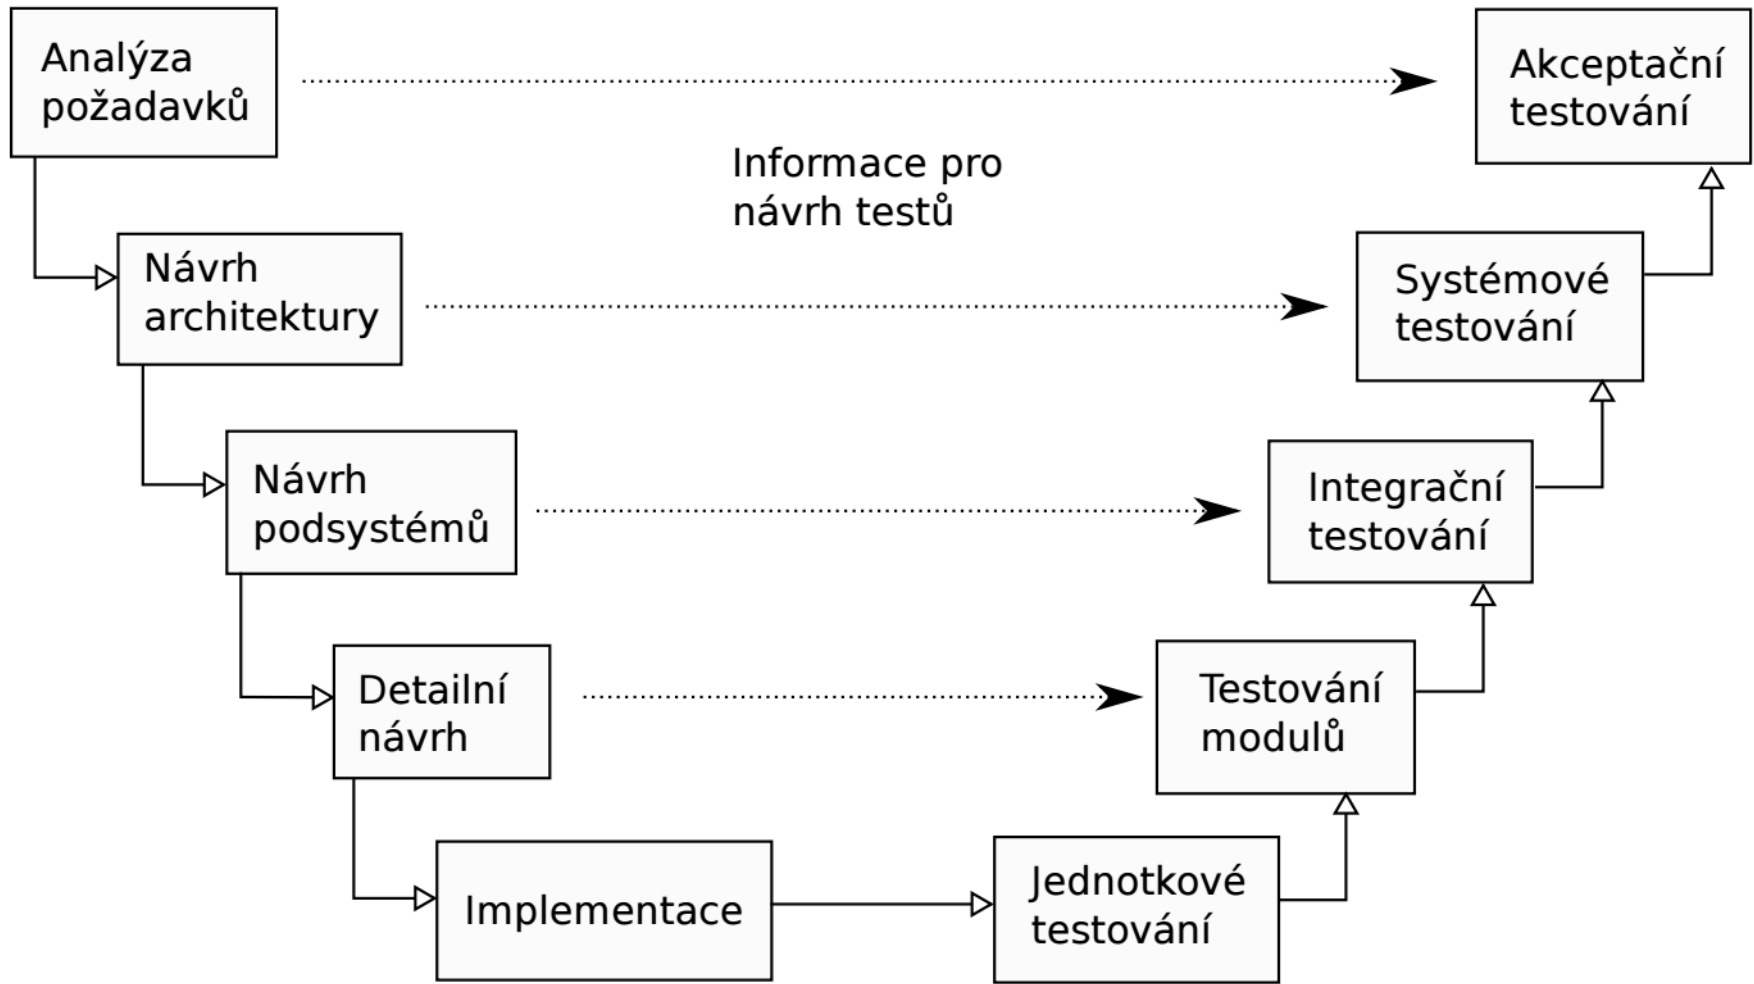 Analýza
požadavků
Akceptační
testování
Informace pro
návrh testů
Návrh
architektury
Systémové
testování
Návrh
podsystémů
Integrační
testování
Detailní
návrh
Testování
modulů
Implementace
Jednotkové
testování